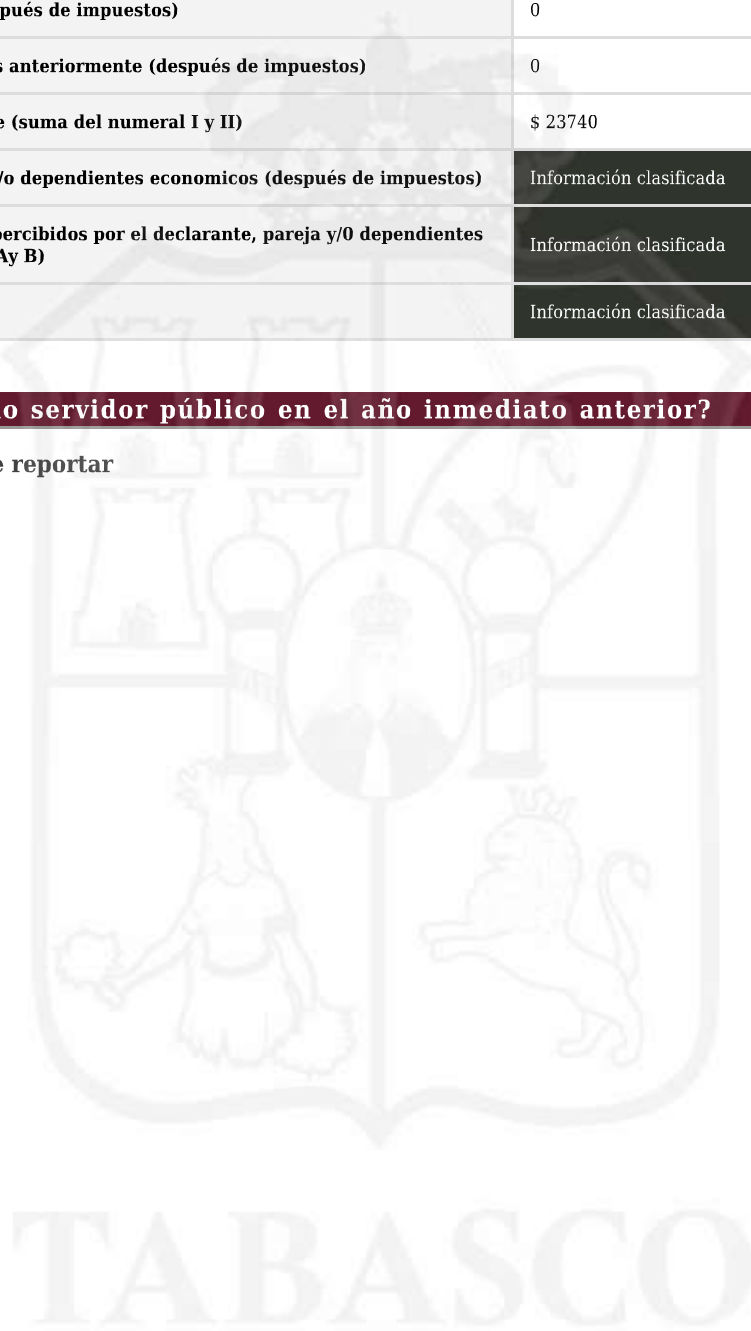 pués de impuestos) 0
s anteriormente (después de impuestos) 0
e (suma del numeral I y II) $ 23740
/o dependientes economicos (después de impuestos) Información clasificada
percibidos por el declarante, pareja y/0 dependientes Información clasificada
Ay B)
Información clasificada
o servidor público en el año inmediato anterior?
e reportar
TABASCO